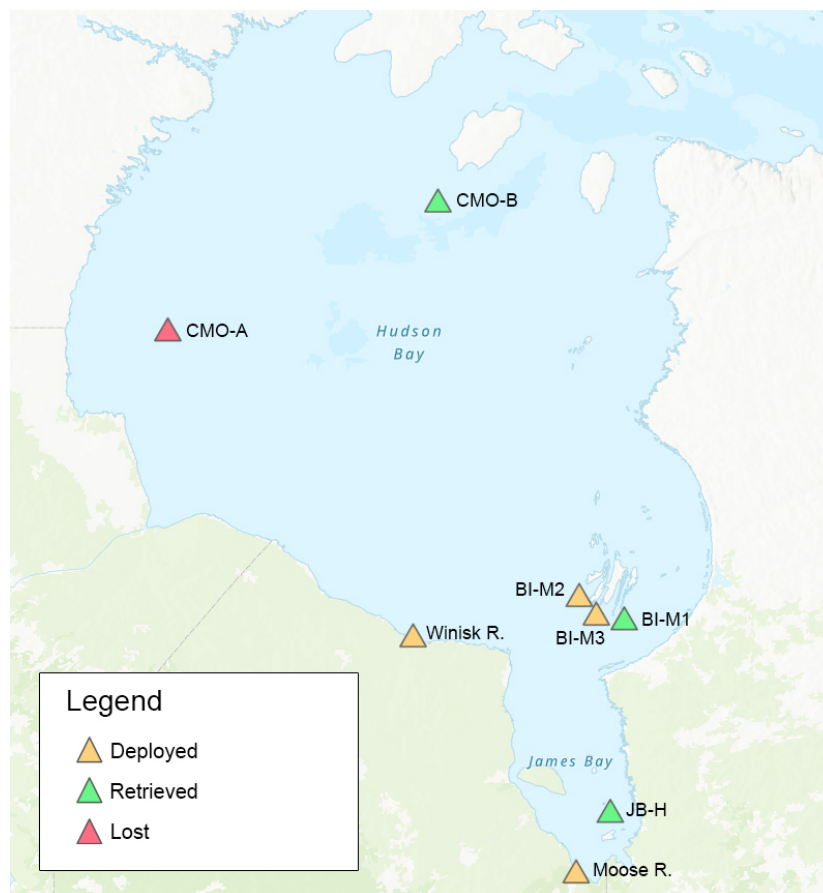 CMO-B
CMO-A
Hudson
Bay
BI-M2
BI-M1
BI-M3
Winisk R.
Legend
Deployed
Retrieved
Lost
James Bay
JB-H
Moose R.